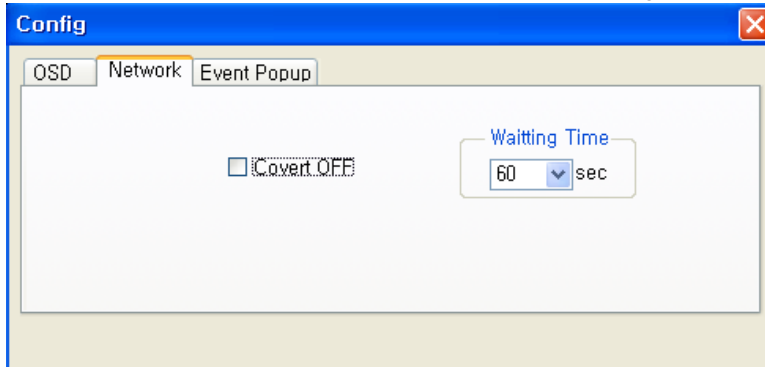 Config
OSD Network Event Popup
Waitting Time
Covert OFF 60 sec